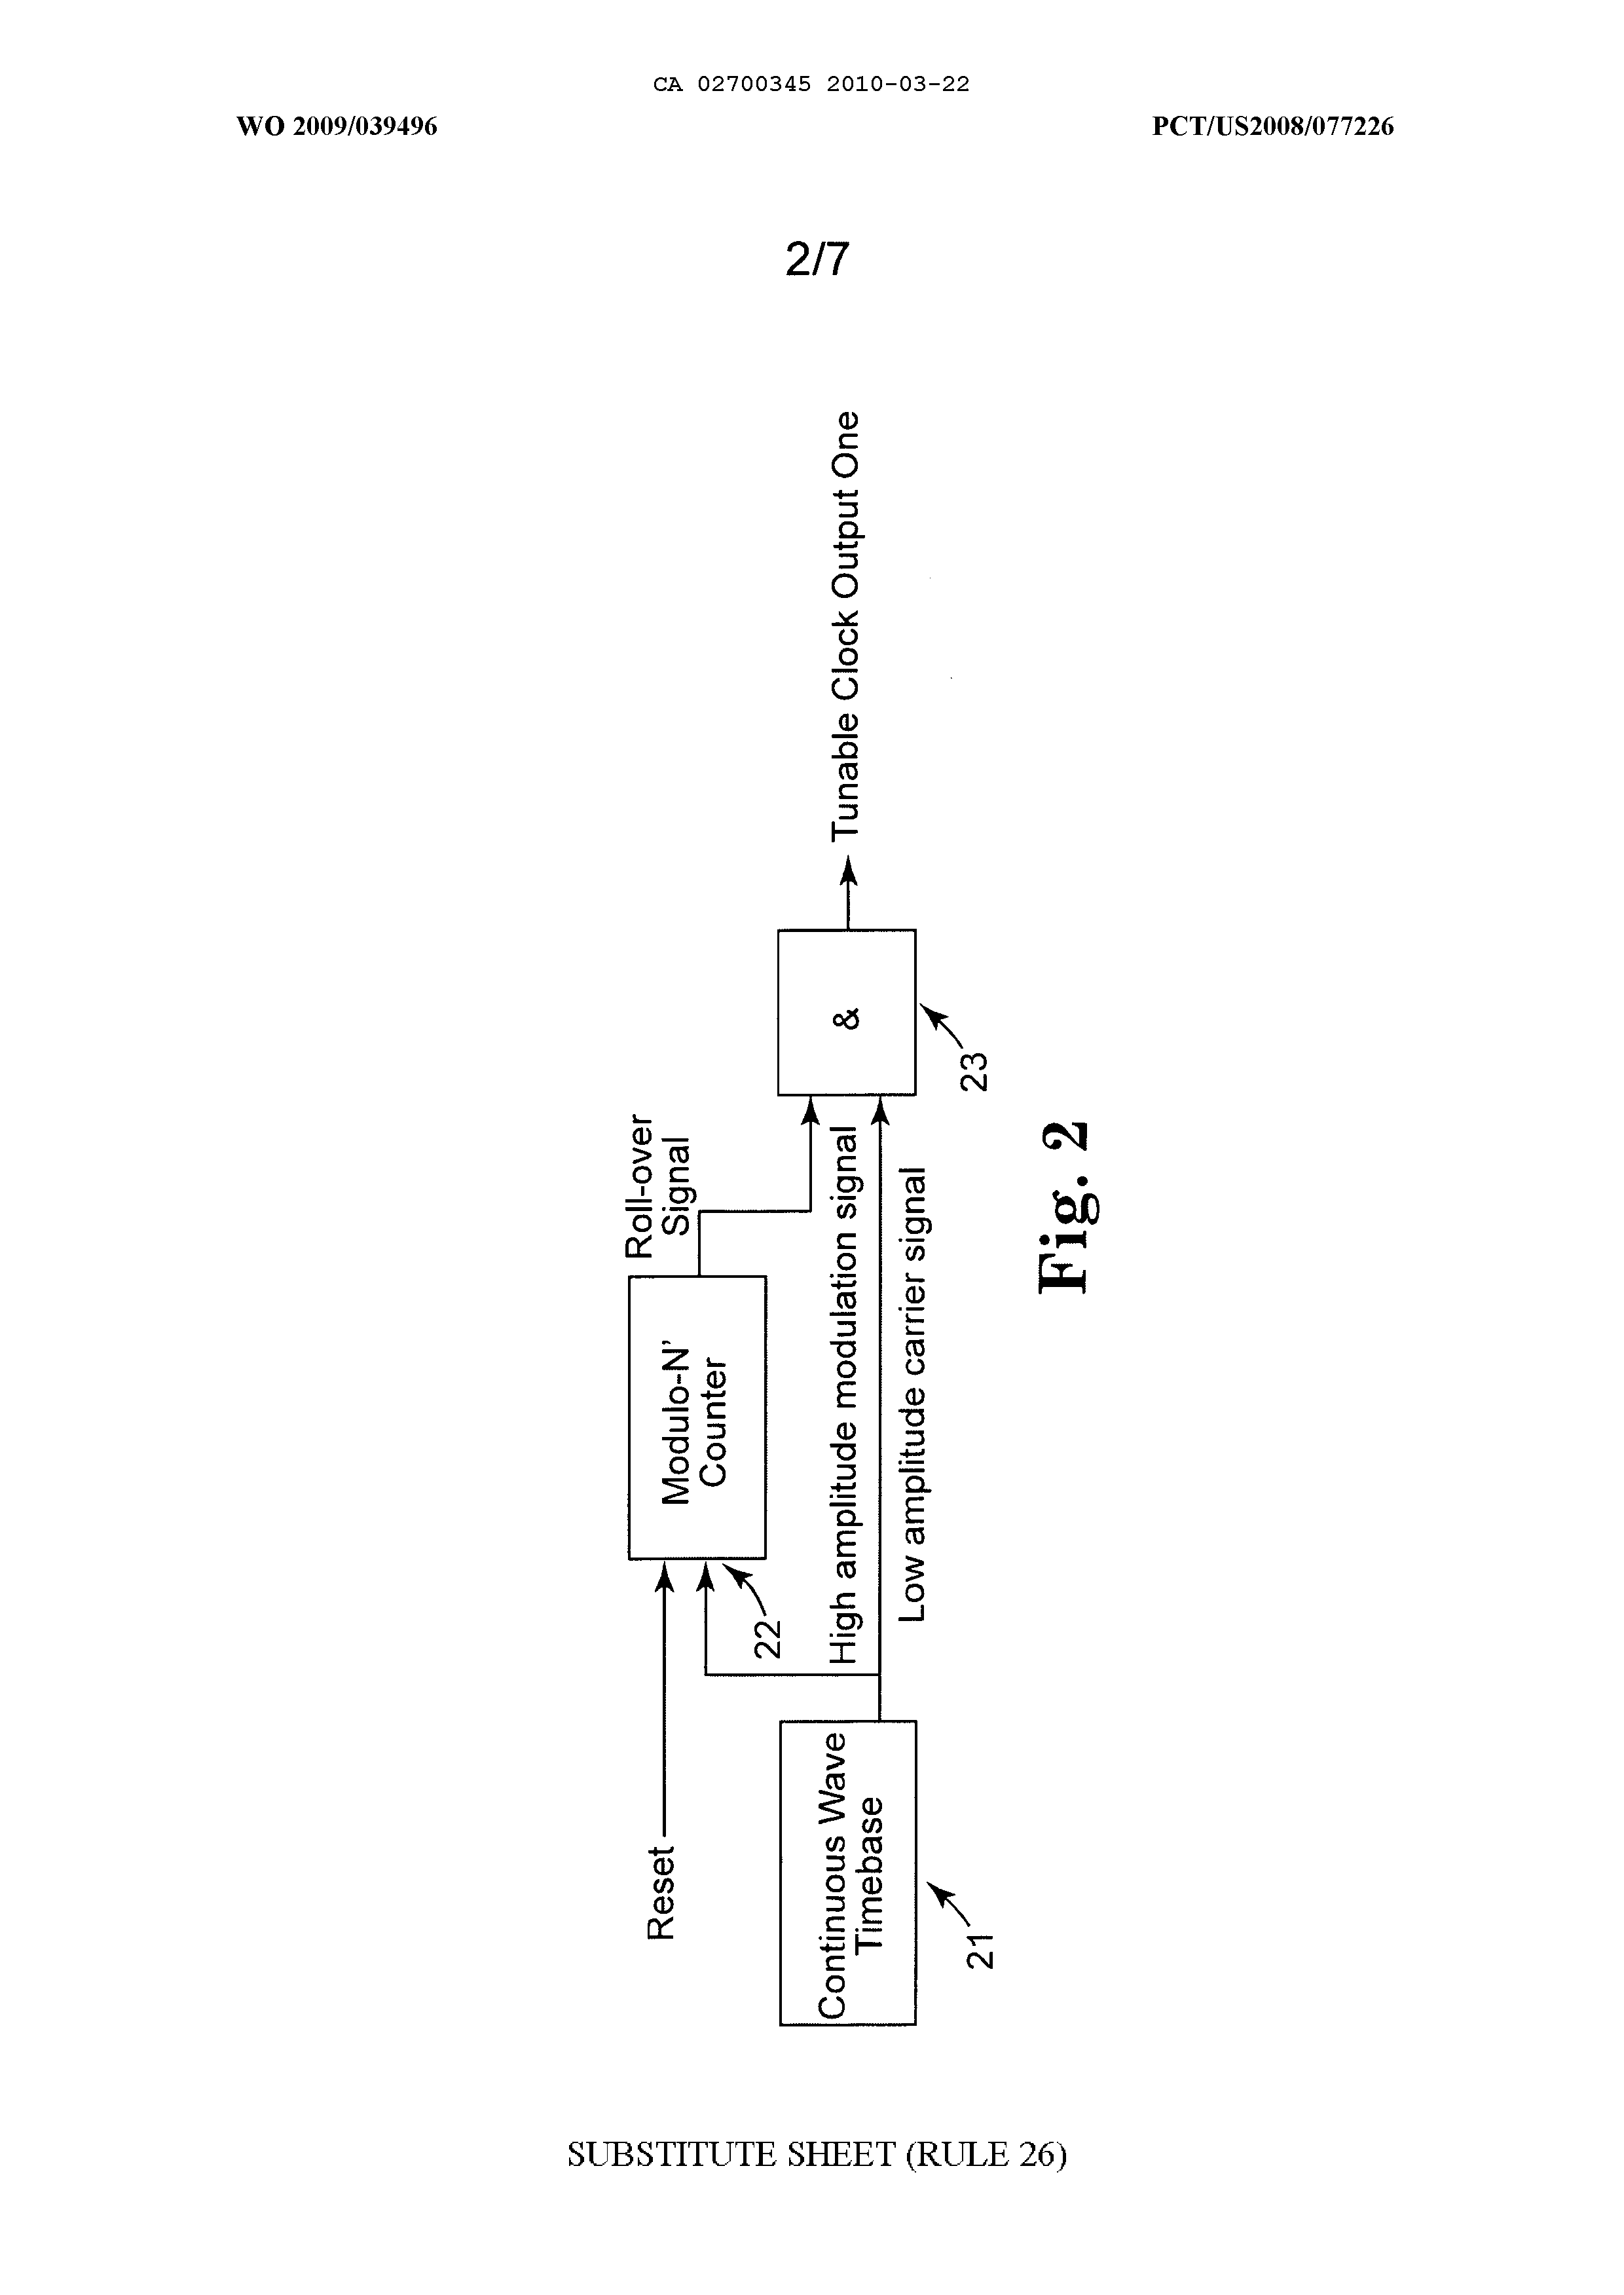 CA 02700345 2010-03-22
WO 2009/039496
PCT/US2008/077226
2/7
Reset
Continuous Wave
Timebase
21
22
Modulo-N'
Counter
Roll-over
Signal
High amplitude modulation signal
Low amplitude carrier signal
&
23
Tunable Clock Output One
Fig. 2
SUBSTITUTE SHEET (RULE 26)